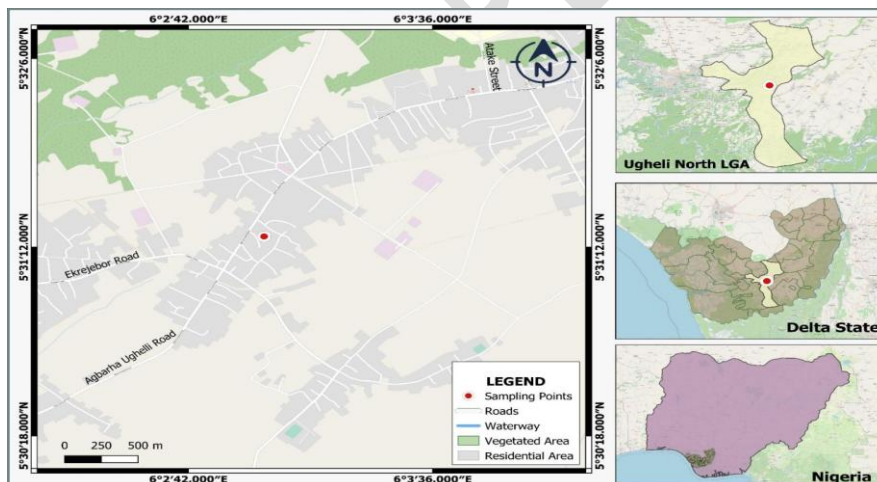 6°2'42.000"E
6°3'36.000"E
5°32'6.000"N
5°32'6.000"N
Atake Street
N
5°31'12.000"N
5°31'12.000"N
Ekrejebor Road
Agbarha Ughelli Road
LEGEND
Sampling Points
Roads
Waterway
Vegetated Area
Residential Area
0 250 500 m
5°30'18.000"N
5°30'18.000"N
6°2'42.000"E
6°3'36.000"E
Ugheli North LGA
Delta State
Nigeria